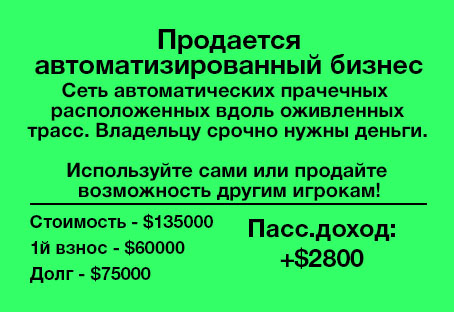 Продается
автоматизированный бизнес
Сеть автоматических прачечных
расположенных вдоль оживленных
трасс. Владельцу срочно нужны деньги.
Используйте сами или продайте
возможность другим игрокам!
Стоимость - $135000
1й взнос - $60000
Долг - $75000
Пасс.доход:
+$2800